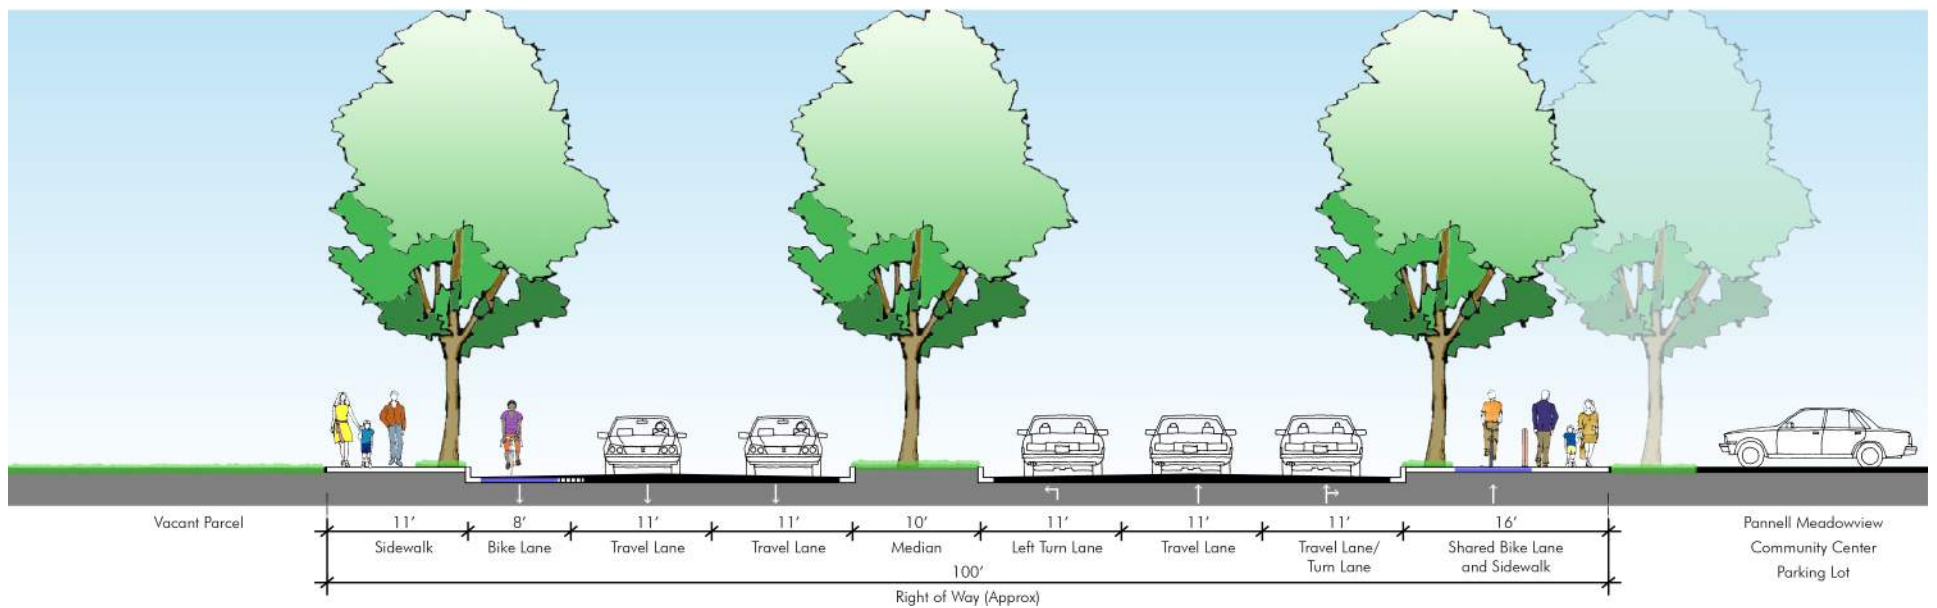 Vacant Parcel
11’
8’
11’
11’
10’
11’
11’
11’
16’
Sidewalk
Bike Lane
Travel Lane
Travel Lane
Median
Left Turn Lane
Travel Lane
Travel Lane/
Turn Lane
Shared Bike Lane
and Sidewalk
100’
Right of Way (Approx)
Pannell Meadowview
Community Center
Parking Lot